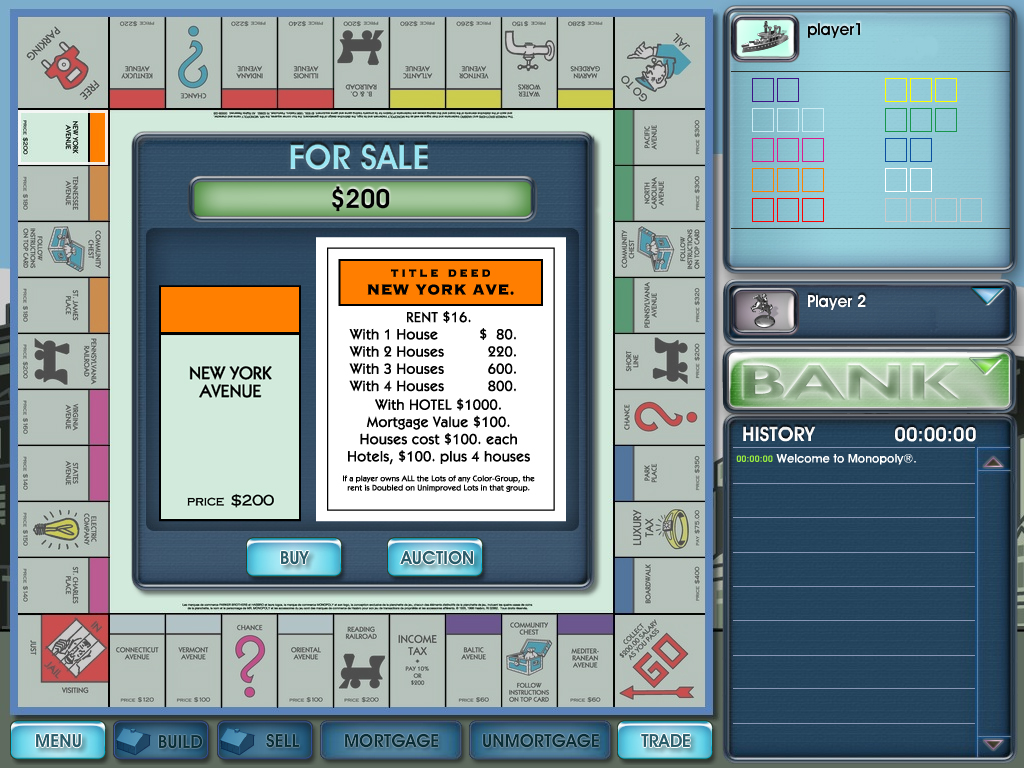 FREE
PARKING
KENTUCKY
AVENUE
PRICE $220
CHANCE
INDIANA
AVENUE
PRICE $220
ILLINOIS
AVENUE
PRICE $240
B. & O.
RAILROAD
PRICE $200
ATLANTIC
AVENUE
PRICE $260
VENTNOR
AVENUE
PRICE $260
WATER
WORKS
PRICE $150
MARVIN
GARDENS
PRICE $280
GO TO
JAIL
NEW YORK
AVENUE
PRICE $200
TENNESSEE
AVENUE
PRICE $180
COMMUNITY
CHEST
FOLLOW
INSTRUCTIONS
ON TOP CARD
ST. JAMES
PLACE
PRICE $180
PENNSYLVANIA
RAILROAD
PRICE $200
VIRGINIA
AVENUE
PRICE $160
STATES
AVENUE
PRICE $140
ELECTRIC
COMPANY
PRICE $150
ST. CHARLES
PLACE
PRICE $140
FOR SALE
$200
NEW YORK
AVENUE
PRICE $200
TITLE DEED
NEW YORK AVE.
RENT $16.
With 1 House $ 80.
With 2 Houses 220.
With 3 Houses 600.
With 4 Houses 800.
With HOTEL $1000.
Mortgage Value $100.
Houses cost $100. each
Hotels, $100. plus 4 houses
If a player owns ALL the Lots of any Color-Group, the
rent is Doubled on Unimproved Lots in that group.
BUY
AUCTION
PACIFIC
AVENUE
PRICE $300
NORTH
CAROLINA
AVENUE
PRICE $300
COMMUNITY
CHEST
FOLLOW
INSTRUCTIONS
ON TOP CARD
PENNSYLVANIA
AVENUE
PRICE $320
SHORT
LINE
PRICE $200
CHANCE
PARK
PLACE
PRICE $350
LUXURY
TAX
PAY $75.00
BOARDWALK
PRICE $400
JUST
IN
JAIL
VISITING
CONNECTICUT
AVENUE
PRICE $120
VERMONT
AVENUE
PRICE $100
CHANCE
ORIENTAL
AVENUE
PRICE $100
READING
RAILROAD
PRICE $200
INCOME
TAX
PAY 10%
OR
$200
BALTIC
AVENUE
PRICE $60
COMMUNITY
CHEST
FOLLOW
INSTRUCTIONS
ON TOP CARD
MEDITER-
RANEAN
AVENUE
PRICE $60
COLLECT
$200.00 SALARY
AS YOU PASS
GO
MENU
BUILD
SELL
MORTGAGE
UNMORTGAGE
TRADE
player1
Player 2
BANK
HISTORY 00:00:00
00:00:00 Welcome to Monopoly®.